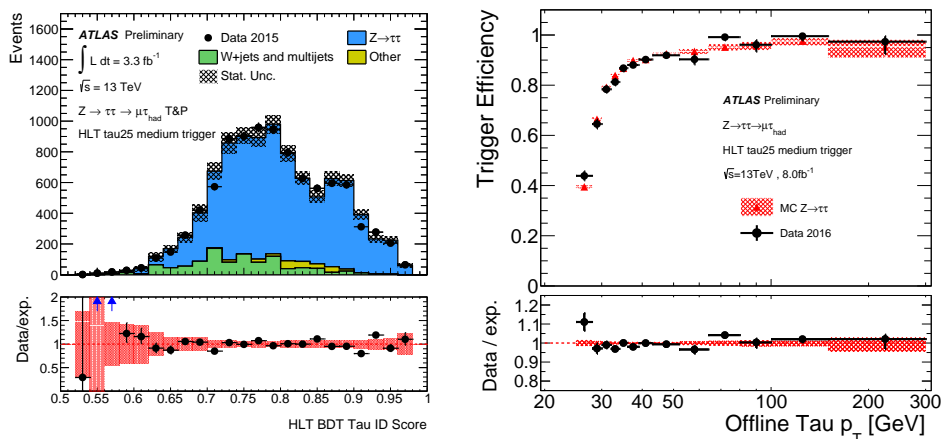 Events
1600
1400
1200
1000
800
600
400
200
0
ATLAS Preliminary
∫ L dt = 3.3 fb⁻¹
√s = 13 TeV
Z → ττ → μτhad T&P
HLT tau25 medium trigger
Data 2015
Z→ττ
W+jets and multijets
Other
Stat. Unc.
Data/exp.
2
1.5
1
0.5
0.5 0.55 0.6 0.65 0.7 0.75 0.8 0.85 0.9 0.95 1
HLT BDT Tau ID Score
Trigger Efficiency
1
0.8
0.6
0.4
0.2
0
ATLAS Preliminary
Z→ττ→μτhad
HLT tau25 medium trigger
√s=13TeV , 8.0fb⁻¹
MC Z→ττ
Data 2016
Data / exp.
1.1
1.0
0.9
0.8
20 30 100 200 300
Offline Tau pT [GeV]